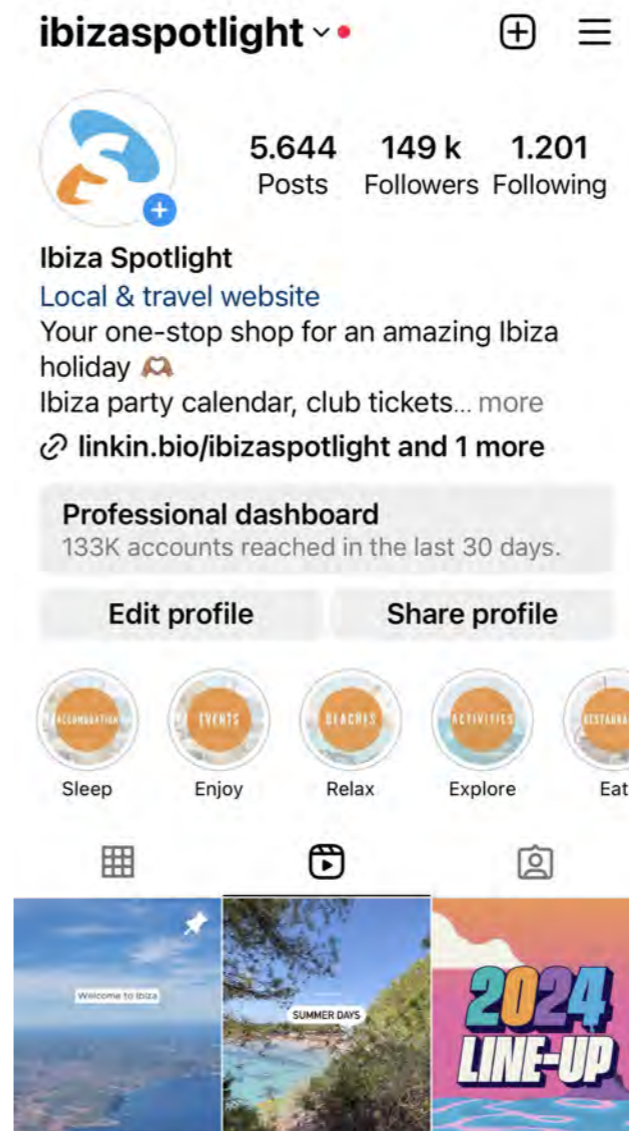 ibizaspotlight
5.644 149 k 1.201
Posts Followers Following
Ibiza Spotlight
Local & travel website
Your one-stop shop for an amazing Ibiza
holiday 🫶🏽
Ibiza party calendar, club tickets... more
linkin.bio/ibizaspotlight and 1 more
Professional dashboard
133K accounts reached in the last 30 days.
Edit profile Share profile
ACCOMMODATION EVENTS BEACHES ACTIVITIES
Sleep Enjoy Relax Explore Eat
Welcome to Ibiza
SUMMER DAYS
2024
LINE-UP